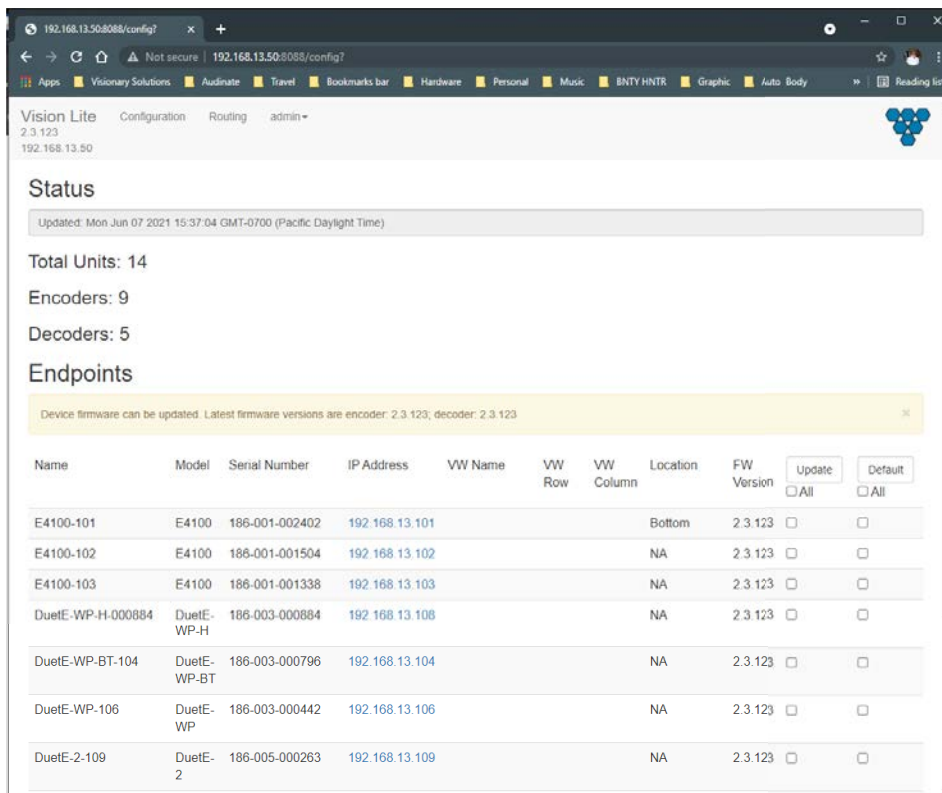 192.168.13.50:8088/config?
Not secure | 192.168.13.50:8088/config?
Apps Visionary Solutions Audinate Travel Bookmarks bar Hardware Personal Music BNTY HNTR Graphic Auto Body » Reading lis
Vision Lite Configuration Routing admin
2.3.123
192.168.13.50
Status
Updated: Mon Jun 07 2021 15:37:04 GMT-0700 (Pacific Daylight Time)
Total Units: 14
Encoders: 9
Decoders: 5
Endpoints
Device firmware can be updated. Latest firmware versions are encoder: 2.3.123; decoder: 2.3.123 ×
Name Model Serial Number IP Address VW Name VW Row VW Column Location FW Version Update All Default All
E4100-101 E4100 186-001-002402 192.168.13.101 Bottom 2.3.123
E4100-102 E4100 186-001-001504 192.168.13.102 NA 2.3.123
E4100-103 E4100 186-001-001338 192.168.13.103 NA 2.3.123
DuetE-WP-H-000884 DuetE-WP-H 186-003-000884 192.168.13.108 NA 2.3.123
DuetE-WP-BT-104 DuetE-WP-BT 186-003-000796 192.168.13.104 NA 2.3.123
DuetE-WP-106 DuetE-WP 186-003-000442 192.168.13.106 NA 2.3.123
DuetE-2-109 DuetE-2 186-005-000263 192.168.13.109 NA 2.3.123